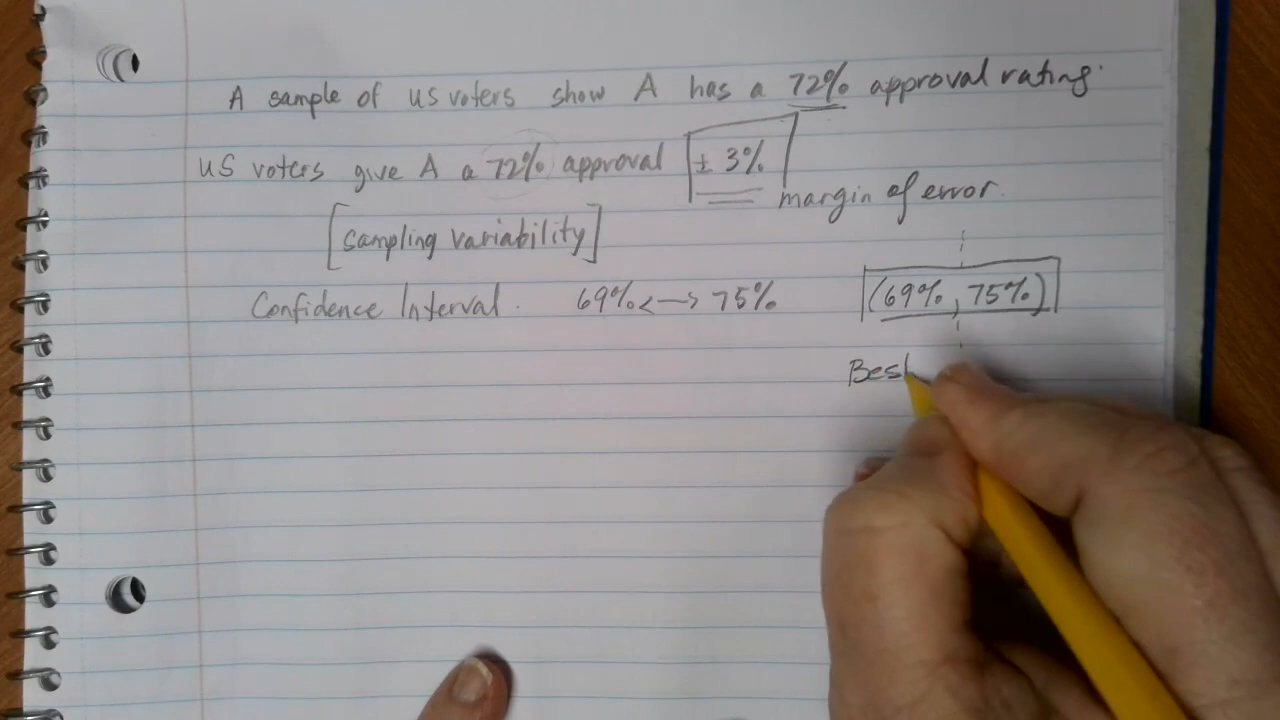 A sample of US voters show A has a 72% approval rating.
US voters give A a 72% approval ± 3%
margin of error.
[sampling variability]
Confidence Interval. 69% <—> 75% (69%, 75%)
Best